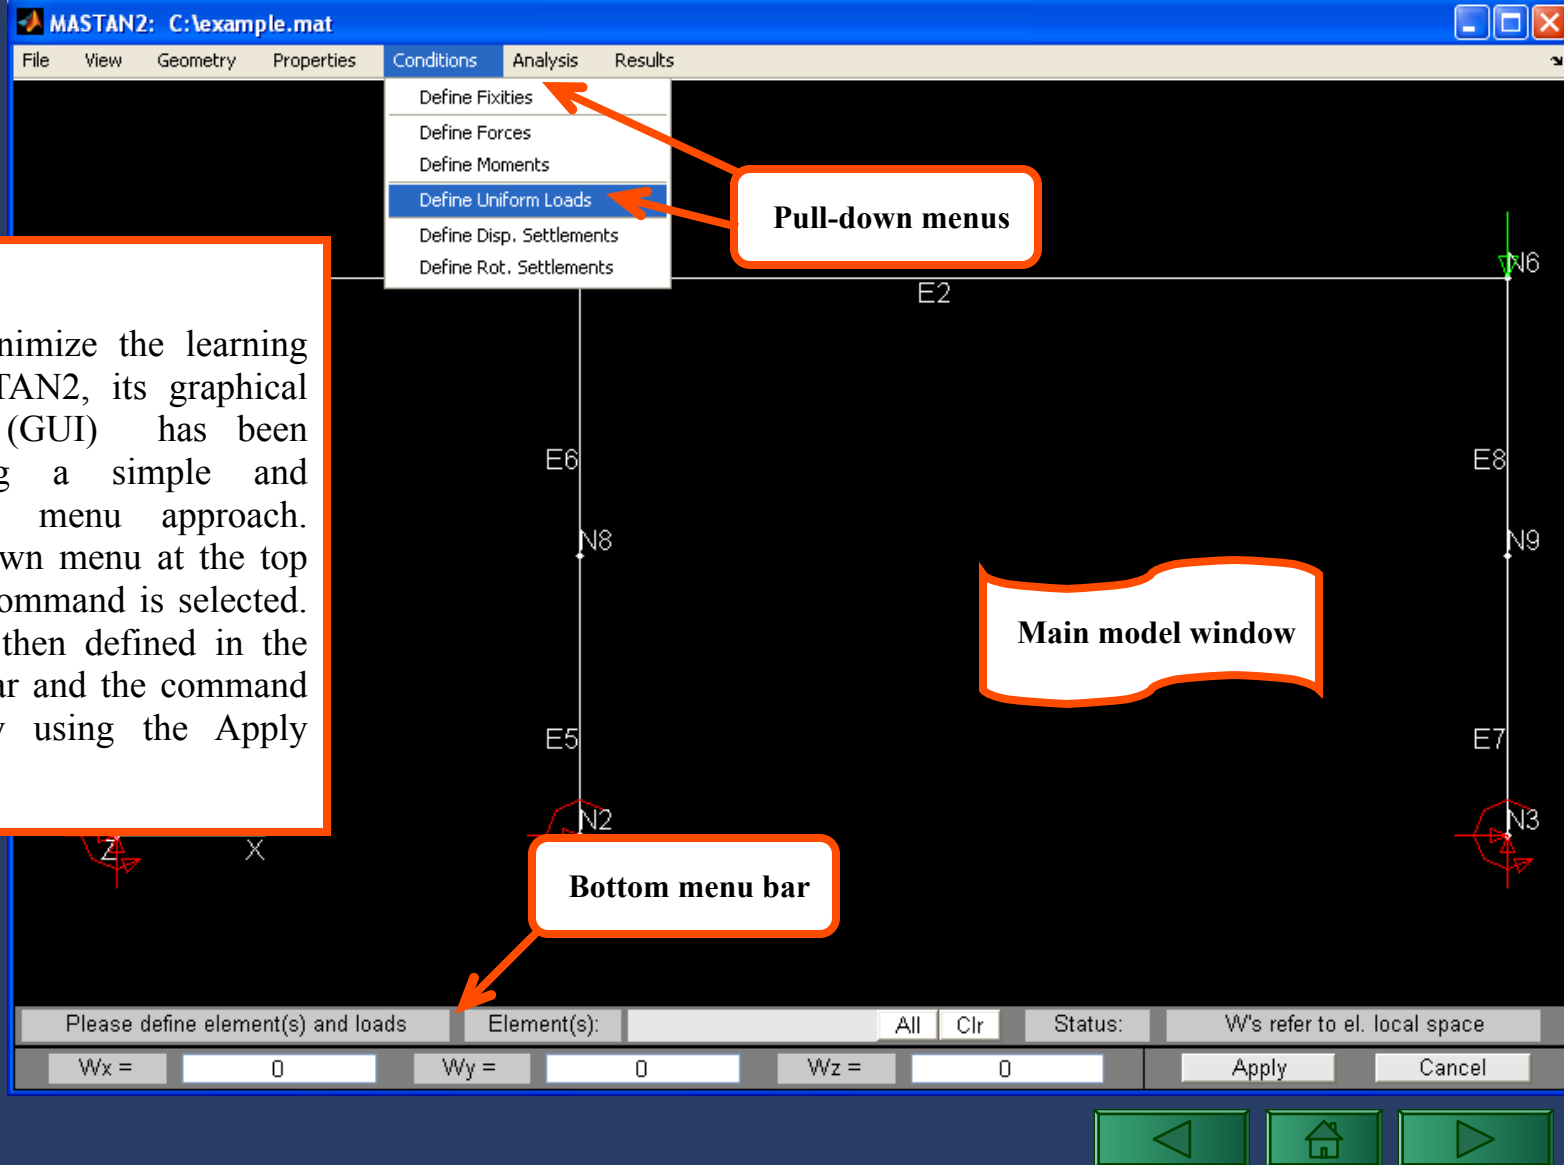 MASTAN2: C:\example.mat
File View Geometry Properties Conditions Analysis Results
Define Fixities
Define Forces
Define Moments
Define Uniform Loads
Define Disp. Settlements
Define Rot. Settlements
Pull-down menus
the learning
TAN2, its graphical
(GUI) has been
a simple and
menu approach.
menu at the top
command is selected.
then defined in the
and the command
using the Apply
N6
E2
E6
E8
N8
N9
Main model window
E5
E7
N2
N3
Z X
Bottom menu bar
Please define element(s) and loads Element(s): All Clr Status: W's refer to el. local space
Wx = 0 Wy = 0 Wz = 0 Apply Cancel